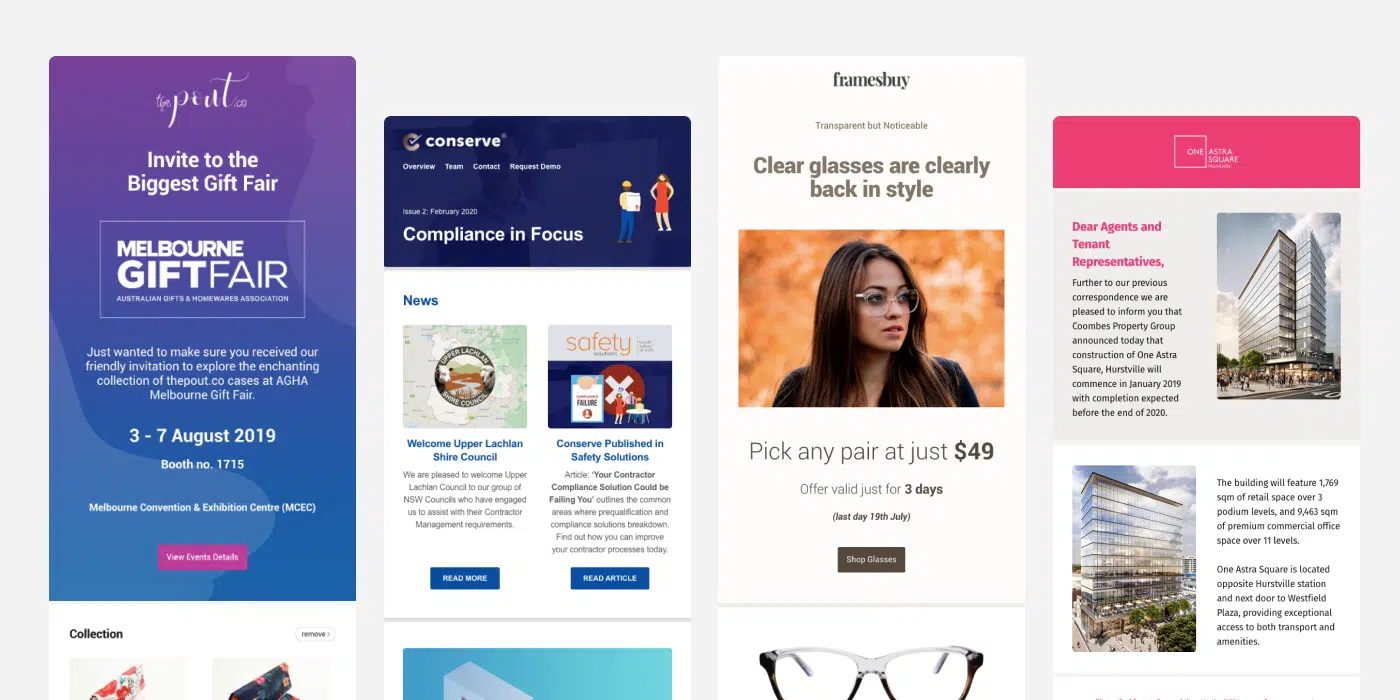 the pout.co
Invite to the
Biggest Gift Fair
MELBOURNE
GIFTFAIR
AUSTRALIAN GIFTS & HOMEWARES ASSOCIATION
Just wanted to make sure you received our
friendly invitation to explore the enchanting
collection of thepout.co cases at AGHA
Melbourne Gift Fair.
3 - 7 August 2019
Booth no. 1715
Melbourne Convention & Exhibition Centre (MCEC)
View Events Details
Collection
remove ›
conserve®
Overview Team Contact Request Demo
Issue 2: February 2020
Compliance in Focus
News
UPPER LACHLAN
SHIRE COUNCIL
Welcome Upper Lachlan
Shire Council
We are pleased to welcome Upper
Lachlan Council to our group of
NSW Councils who have engaged
us to assist with their Contractor
Management requirements.
READ MORE
safety
solutions
COMPLIANCE
FAILURE
Conserve Published in
Safety Solutions
Article: 'Your Contractor
Compliance Solution Could be
Failing You' outlines the common
areas where prequalification and
compliance solutions breakdown.
Find out how you can improve
your contractor processes today.
READ ARTICLE
framesbuy
Transparent but Noticeable
Clear glasses are clearly
back in style
Pick any pair at just $49
Offer valid just for 3 days
(last day 19th July)
Shop Glasses
ONE ASTRA
SQUARE
Hurstville
Dear Agents and
Tenant
Representatives,
Further to our previous
correspondence we are
pleased to inform you that
Coombes Property Group
announced today that
construction of One Astra
Square, Hurstville will
commence in January 2019
with completion expected
before the end of 2020.
The building will feature 1,769
sqm of retail space over 3
podium levels, and 9,463 sqm
of premium commercial office
space over 11 levels.
One Astra Square is located
opposite Hurstville station
and next door to Westfield
Plaza, providing exceptional
access to both transport and
amenities.